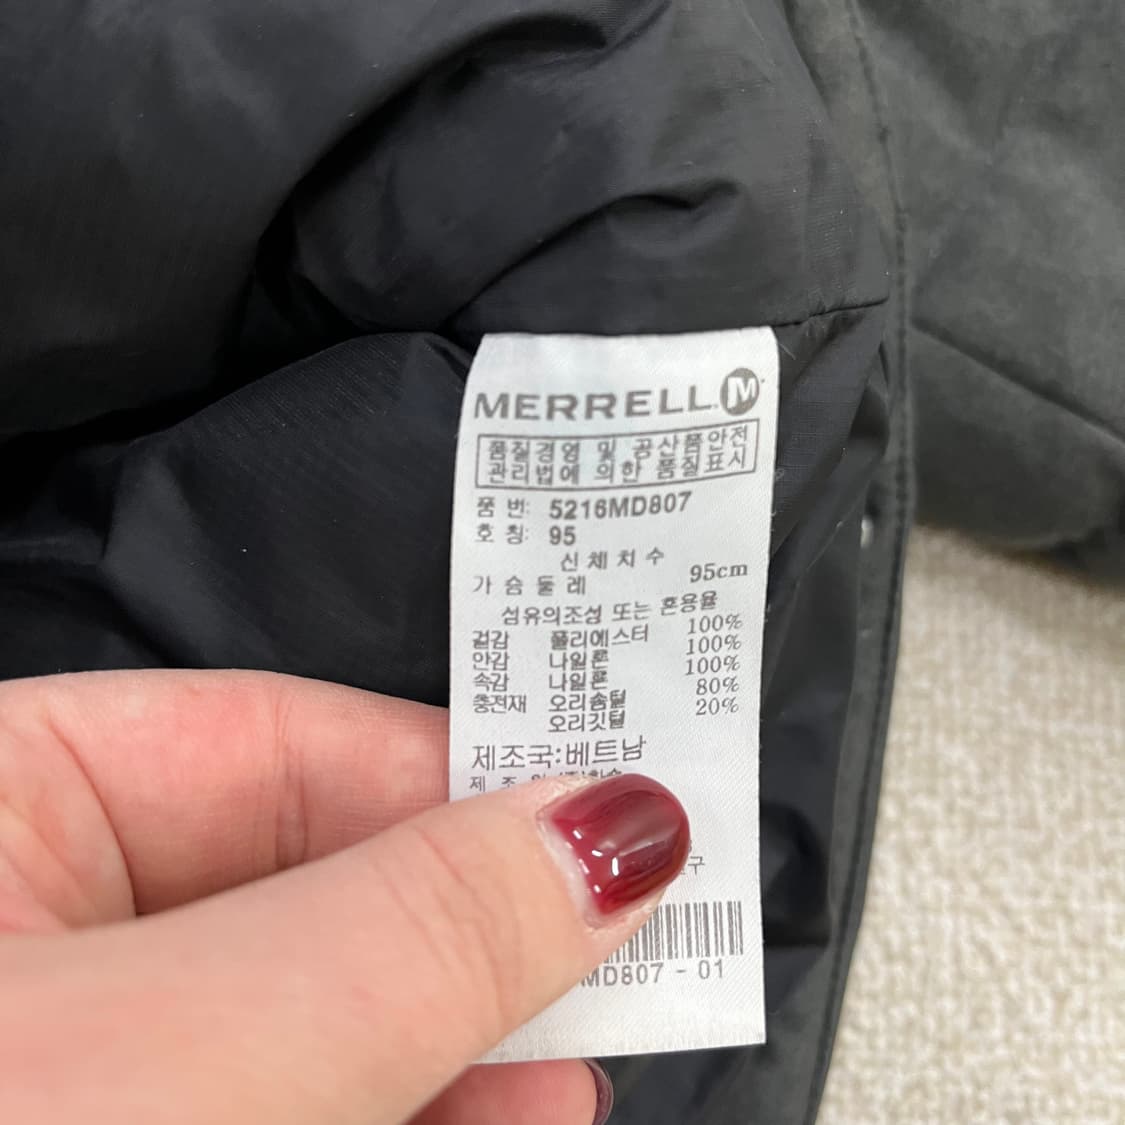 MERRELL M
품질경영 및 공산품안전
관리법에 의한 품질표시
품 번: 5216MD807
호 칭: 95
신체치수
가슴둘레 95cm
섬유의조성 또는 혼용율
겉감 폴리에스터 100%
안감 나일론 100%
속감 나일론 100%
충전재 오리솜털 80%
오리깃털 20%
제조국:베트남
제 조
구
MD807 - 01